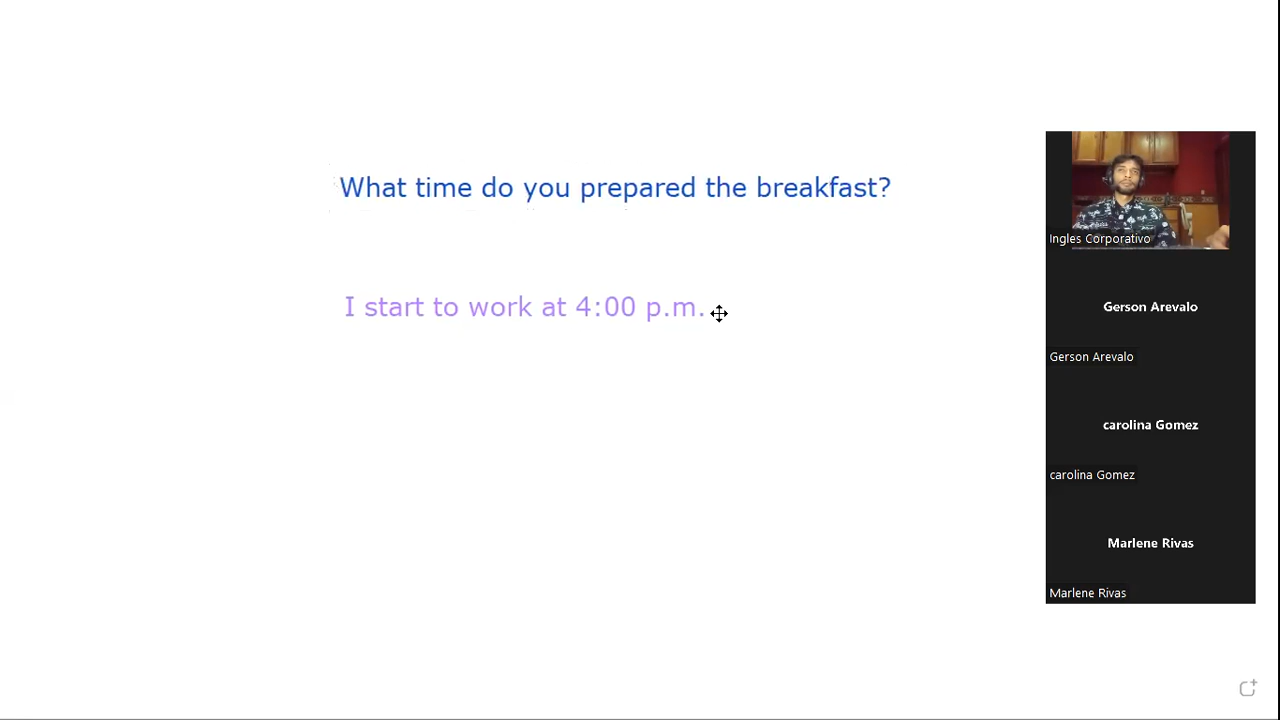 What time do you prepared the breakfast?
I start to work at 4:00 p.m.
Ingles Corporativo
Gerson Arevalo
Gerson Arevalo
carolina Gomez
carolina Gomez
Marlene Rivas
Marlene Rivas